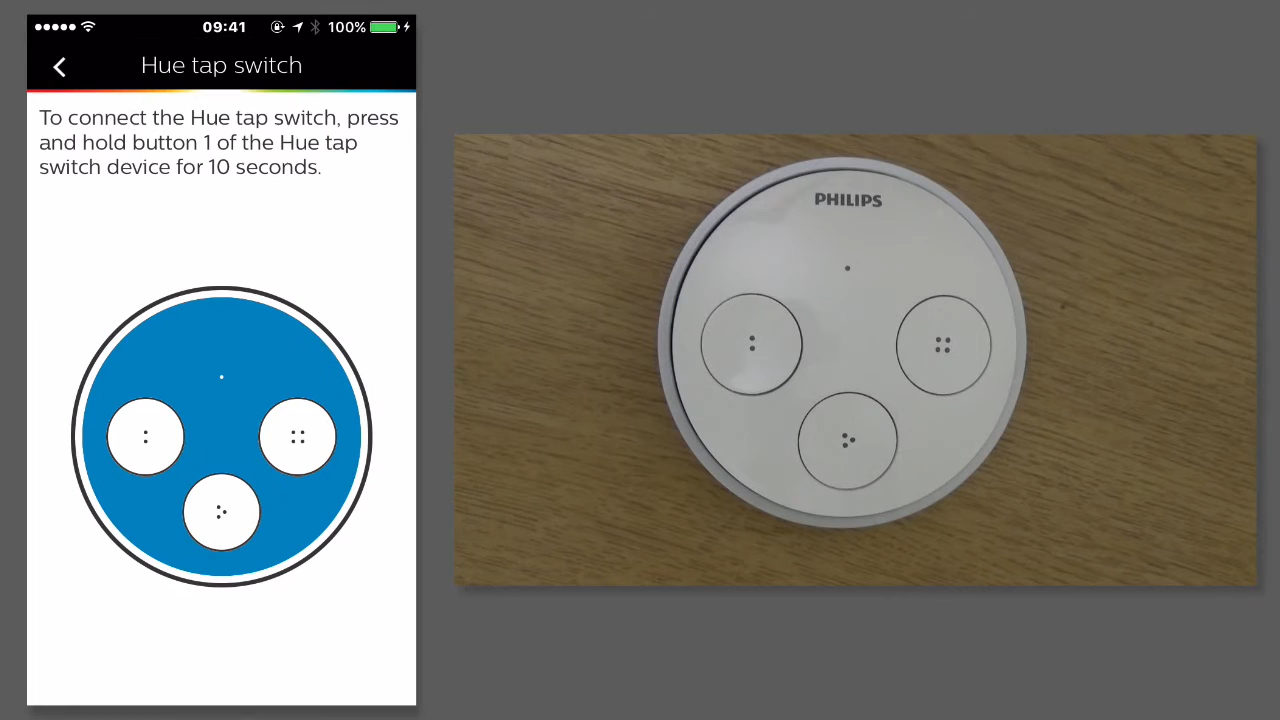 09:41
100%
Hue tap switch
To connect the Hue tap switch, press
and hold button 1 of the Hue tap
switch device for 10 seconds.
PHILIPS